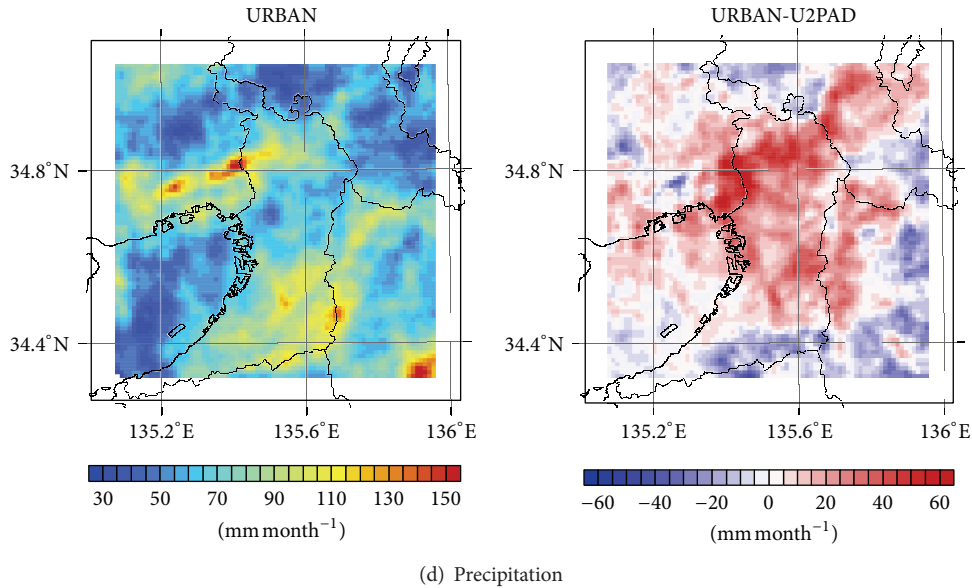 URBAN
URBAN-U2PAD
34.8°N
34.4°N
135.2°E 135.6°E 136°E
34.8°N
34.4°N
135.2°E 135.6°E 136°E
30 70 90 110 130 150
(mm month⁻¹)
−60 −40 −20 0 20 40 60
(mm month⁻¹)
(d) Precipitation